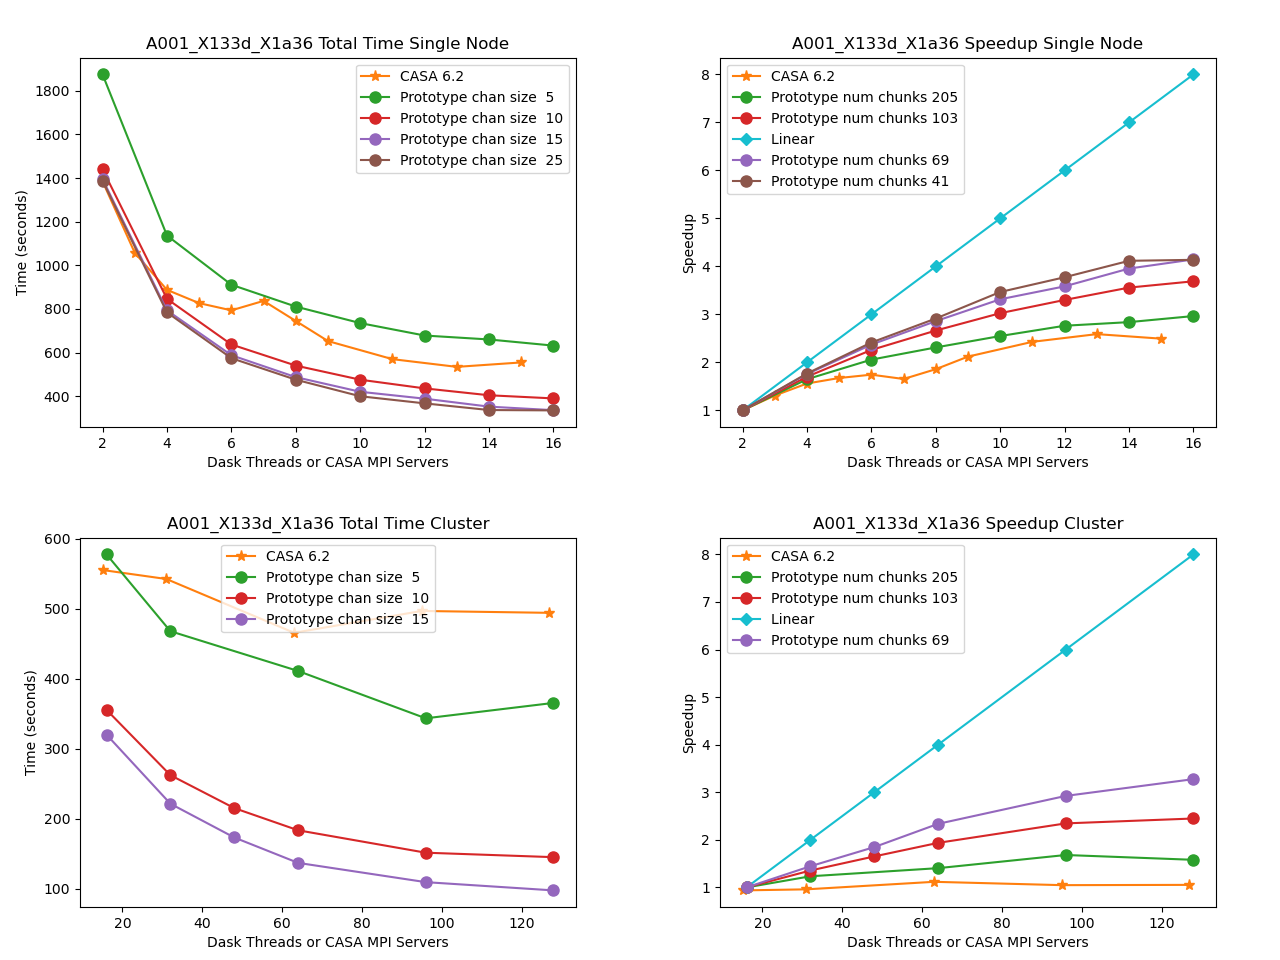 A001_X133d_X1a36 Total Time Single Node
Time (seconds)
1800
1600
1400
1200
1000
800
600
400
CASA 6.2
Prototype chan size 5
Prototype chan size 10
Prototype chan size 15
Prototype chan size 25
2 4 6 8 10 12 14 16
Dask Threads or CASA MPI Servers
A001_X133d_X1a36 Speedup Single Node
Speedup
8
7
6
5
4
3
2
1
CASA 6.2
Prototype num chunks 205
Prototype num chunks 103
Linear
Prototype num chunks 69
Prototype num chunks 41
2 4 6 8 10 12 14 16
Dask Threads or CASA MPI Servers
A001_X133d_X1a36 Total Time Cluster
Time (seconds)
600
500
400
300
200
100
CASA 6.2
Prototype chan size 5
Prototype chan size 10
Prototype chan size 15
20 40 60 80 100 120
Dask Threads or CASA MPI Servers
A001_X133d_X1a36 Speedup Cluster
Speedup
8
7
6
5
4
3
2
1
CASA 6.2
Prototype num chunks 205
Prototype num chunks 103
Linear
Prototype num chunks 69
20 40 60 80 100 120
Dask Threads or CASA MPI Servers